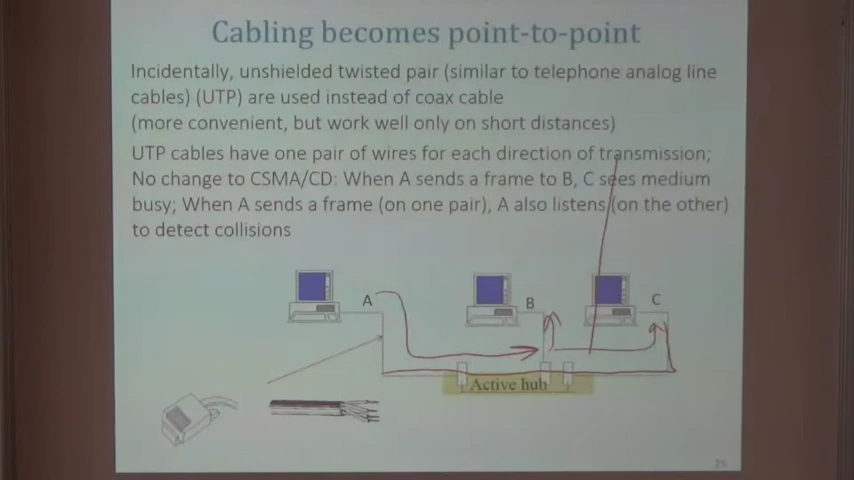 Cabling becomes point-to-point
Incidentally, unshielded twisted pair (similar to telephone analog line
cables) (UTP) are used instead of coax cable
(more convenient, but work well only on short distances)
UTP cables have one pair of wires for each direction of transmission;
No change to CSMA/CD: When A sends a frame to B, C sees medium
busy; When A sends a frame (on one pair), A also listens (on the other)
to detect collisions
A
B
C
Active hub
25